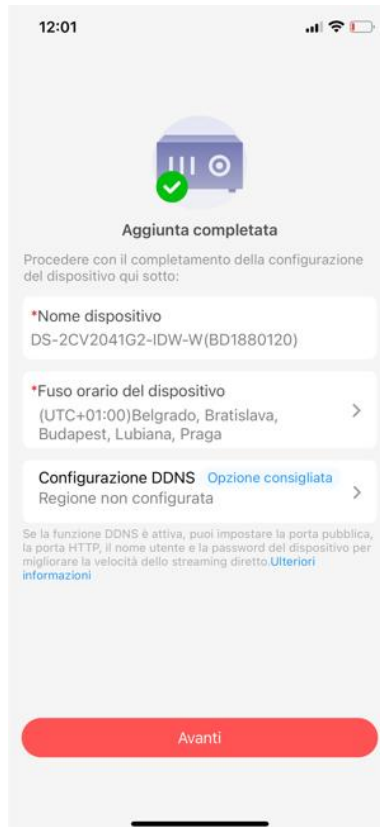 12:01
Aggiunta completata
Procedere con il completamento della configurazione
del dispositivo qui sotto:
*Nome dispositivo
DS-2CV2041G2-IDW-W(BD1880120)
*Fuso orario del dispositivo
(UTC+01:00)Belgrado, Bratislava,
Budapest, Lubiana, Praga
Configurazione DDNS Opzione consigliata
Regione non configurata
Se la funzione DDNS è attiva, puoi impostare la porta pubblica,
la porta HTTP, il nome utente e la password del dispositivo per
migliorare la velocità dello streaming diretto.Ulteriori
informazioni
Avanti